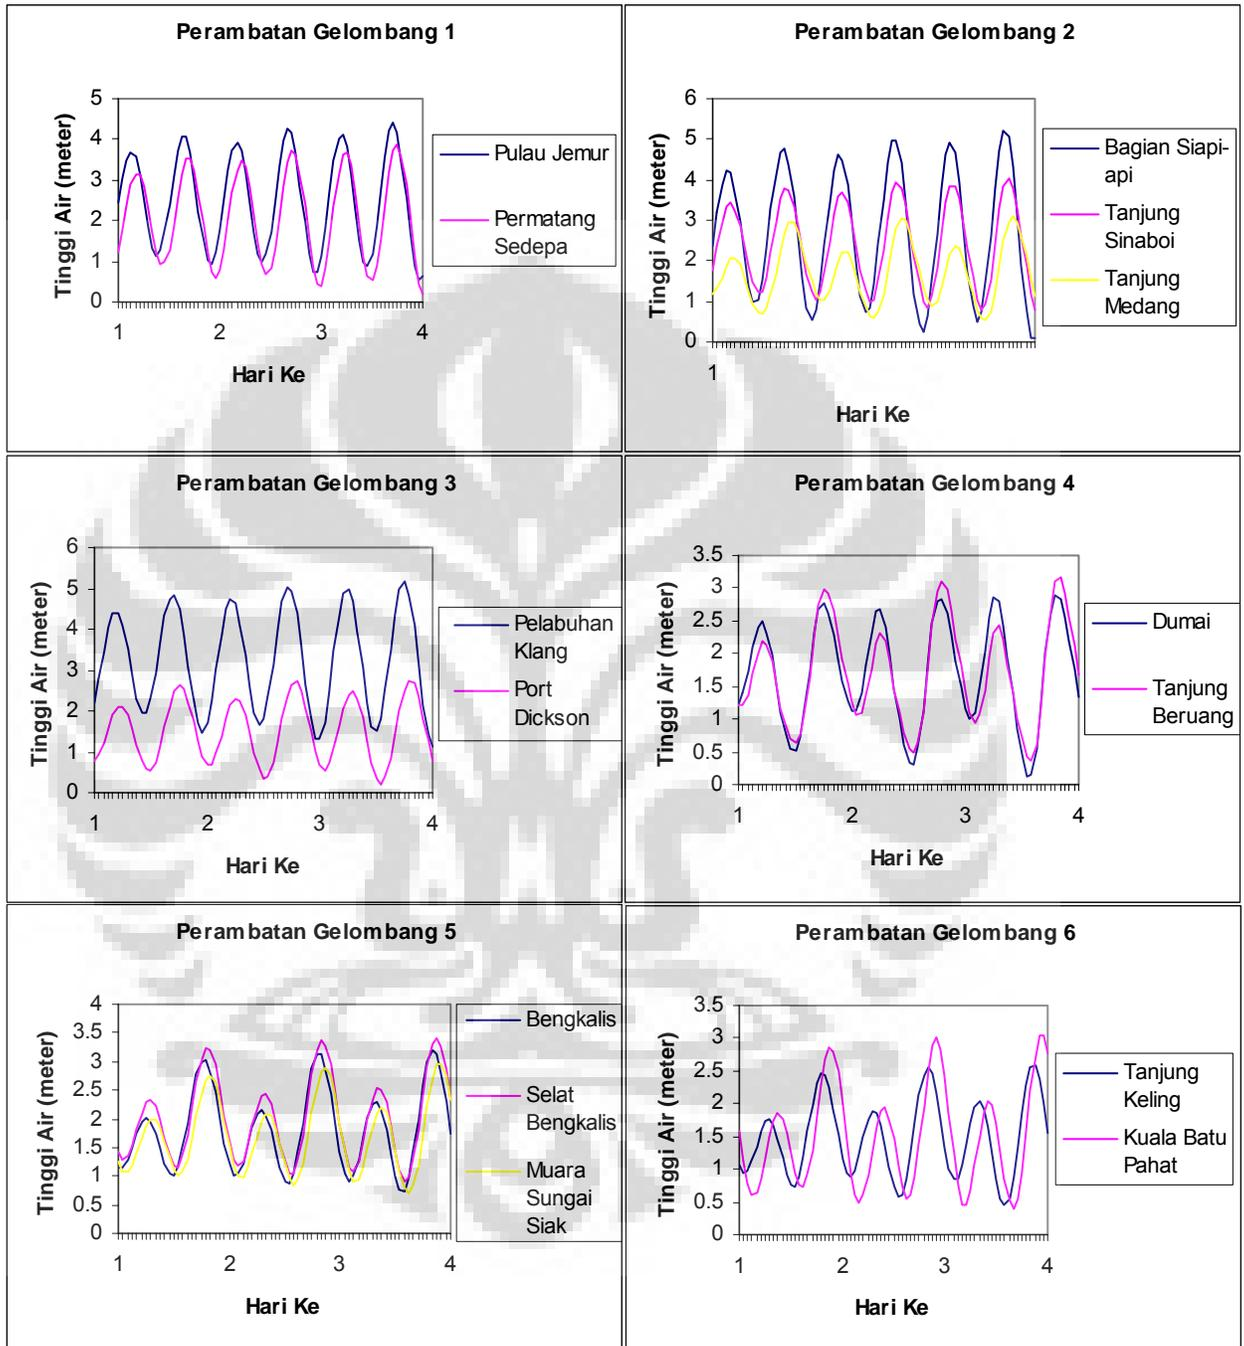 Perambatan Gelombang 1
Tinggi Air (meter)
5
4
3
2
1
0
1 2 3 4
Hari Ke
Pulau Jemur
Permatang
Sedepa
Perambatan Gelombang 2
Tinggi Air (meter)
6
5
4
3
2
1
0
1
Hari Ke
Bagian Siapi-
api
Tanjung
Sinaboi
Tanjung
Medang
Perambatan Gelombang 3
Tinggi Air (meter)
6
5
4
3
2
1
0
1 2 3 4
Hari Ke
Pelabuhan
Klang
Port
Dickson
Perambatan Gelombang 4
Tinggi Air (meter)
3.5
3
2.5
2
1.5
1
0.5
0
1 2 3 4
Hari Ke
Dumai
Tanjung
Beruang
Perambatan Gelombang 5
Tinggi Air (meter)
4
3.5
3
2.5
2
1.5
1
0.5
0
1 2 3 4
Hari Ke
Bengkalis
Selat
Bengkalis
Muara
Sungai
Siak
Perambatan Gelombang 6
Tinggi Air (meter)
3.5
3
2.5
2
1.5
1
0.5
0
1 2 3 4
Hari Ke
Tanjung
Keling
Kuala Batu
Pahat